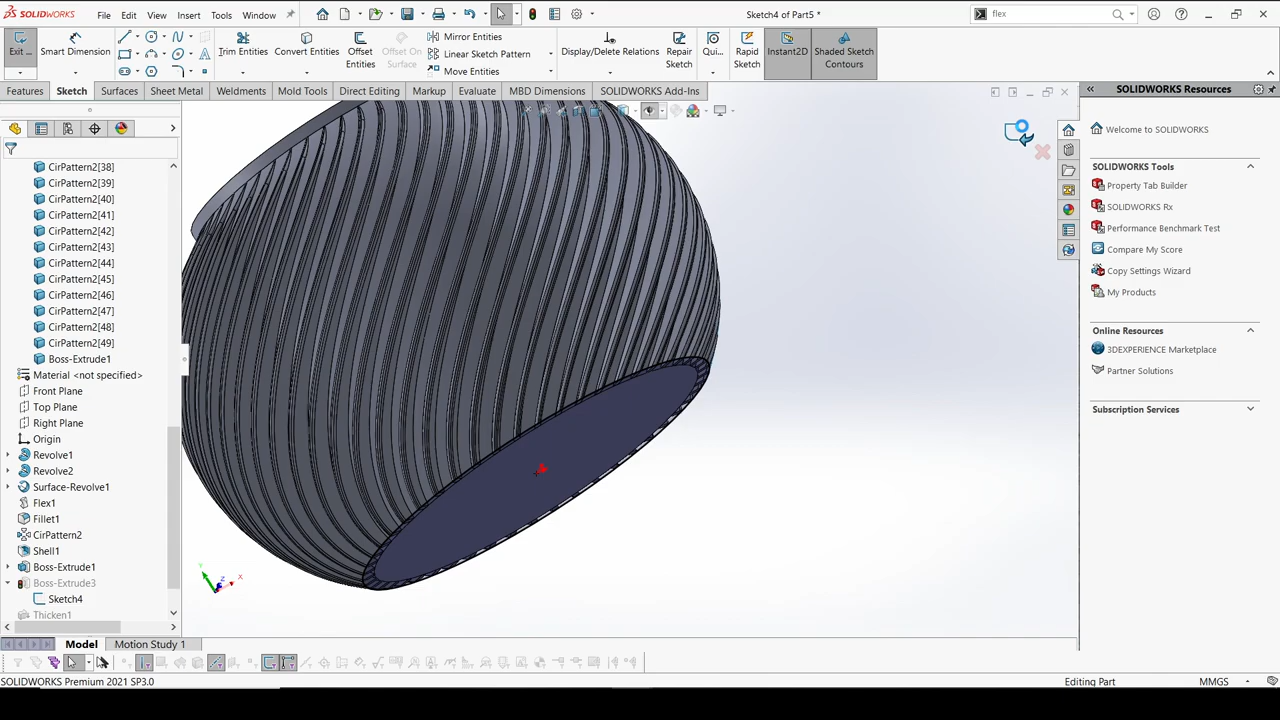 SOLIDWORKS File Edit View Insert Tools Window Sketch4 of Part5 * flex
Exit ... Smart Dimension Trim Entities Convert Entities Offset Entities Offset On Surface Mirror Entities Linear Sketch Pattern Move Entities Display/Delete Relations Repair Sketch Qui... Rapid Sketch Instant2D Shaded Sketch Contours
Features Sketch Surfaces Sheet Metal Weldments Mold Tools Direct Editing Markup Evaluate MBD Dimensions SOLIDWORKS Add-Ins
SOLIDWORKS Resources
Welcome to SOLIDWORKS
SOLIDWORKS Tools
Property Tab Builder
SOLIDWORKS Rx
Performance Benchmark Test
Compare My Score
Copy Settings Wizard
My Products
Online Resources
3DEXPERIENCE Marketplace
Partner Solutions
Subscription Services
CirPattern2[38]
CirPattern2[39]
CirPattern2[40]
CirPattern2[41]
CirPattern2[42]
CirPattern2[43]
CirPattern2[44]
CirPattern2[45]
CirPattern2[46]
CirPattern2[47]
CirPattern2[48]
CirPattern2[49]
Boss-Extrude1
Material <not specified>
Front Plane
Top Plane
Right Plane
Origin
Revolve1
Revolve2
Surface-Revolve1
Flex1
Fillet1
CirPattern2
Shell1
Boss-Extrude1
Boss-Extrude3
Sketch4
Thicken1
Y Z X
Model Motion Study 1
SOLIDWORKS Premium 2021 SP3.0 Editing Part MMGS